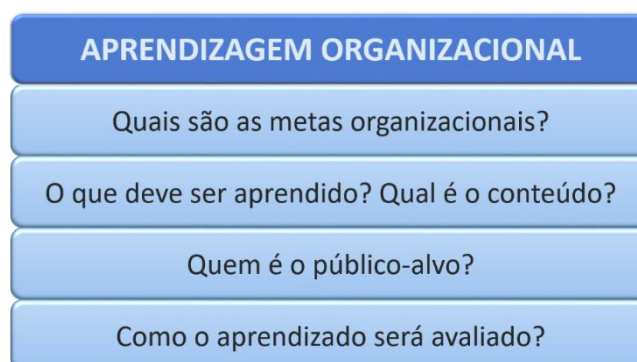 APRENDIZAGEM ORGANIZACIONAL
Quais são as metas organizacionais?
O que deve ser aprendido? Qual é o conteúdo?
Quem é o público-alvo?
Como o aprendizado será avaliado?